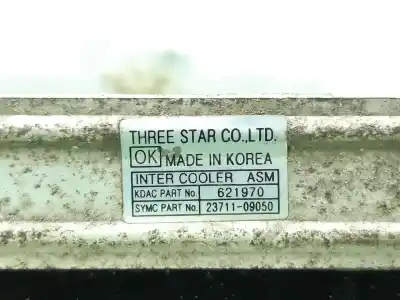 THREE STAR CO.,LTD.
OK MADE IN KOREA
INTER COOLER ASM
KDAC PART No. 621970
SYMC PART No. 23711-09050